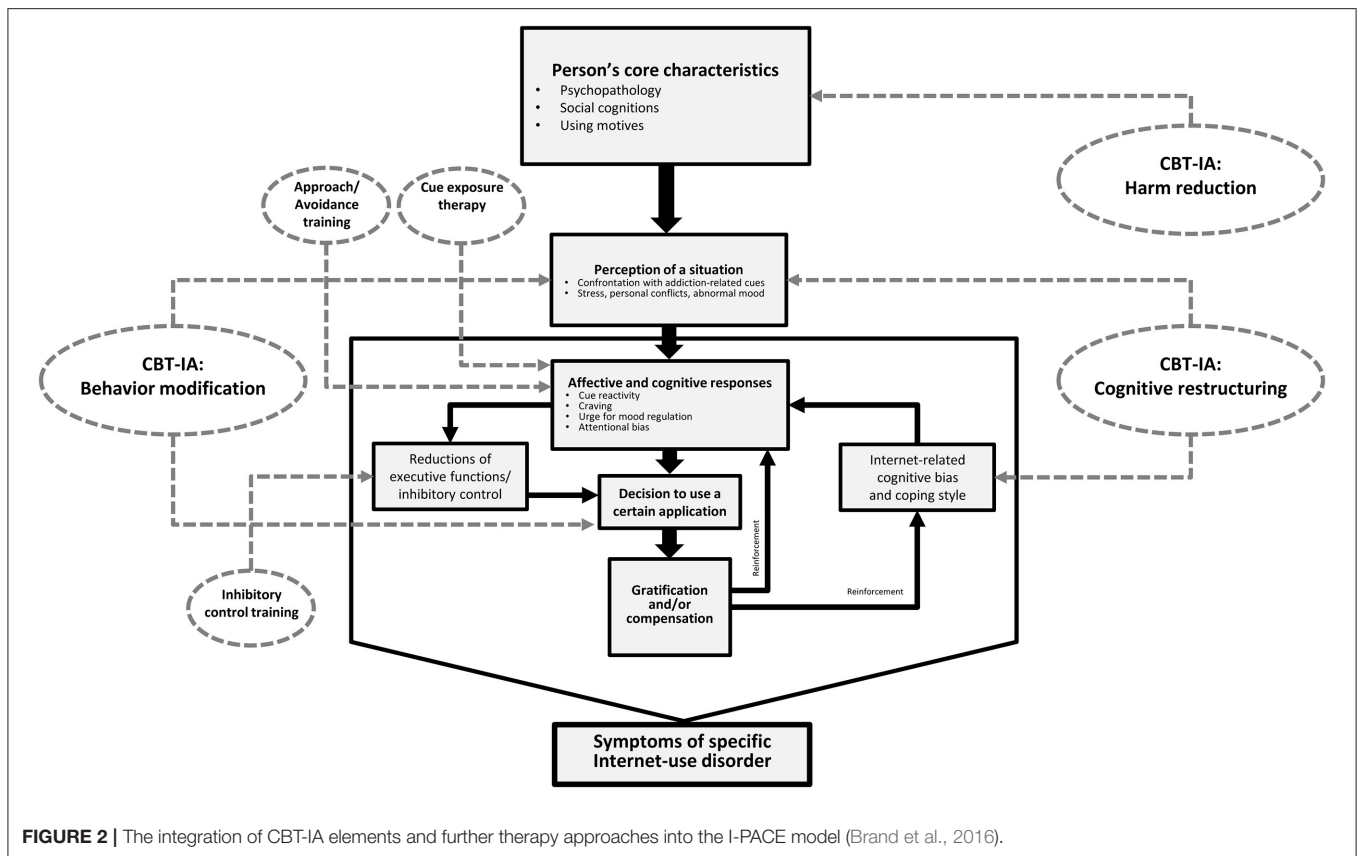 Person's core characteristics
• Psychopathology
• Social cognitions
• Using motives
CBT-IA:
Harm reduction
Approach/
Avoidance
training
Cue exposure
therapy
Perception of a situation
• Confrontation with addiction-related cues
• Stress, personal conflicts, abnormal mood
CBT-IA:
Behavior modification
CBT-IA:
Cognitive restructuring
Affective and cognitive responses
• Cue reactivity
• Craving
• Urge for mood regulation
• Attentional bias
Reductions of
executive functions/
inhibitory control
Internet-related
cognitive bias
and coping style
Decision to use a
certain application
Reinforcement
Gratification
and/or
compensation
Reinforcement
Inhibitory
control training
Symptoms of specific
Internet-use disorder
FIGURE 2 | The integration of CBT-IA elements and further therapy approaches into the I-PACE model (Brand et al., 2016).